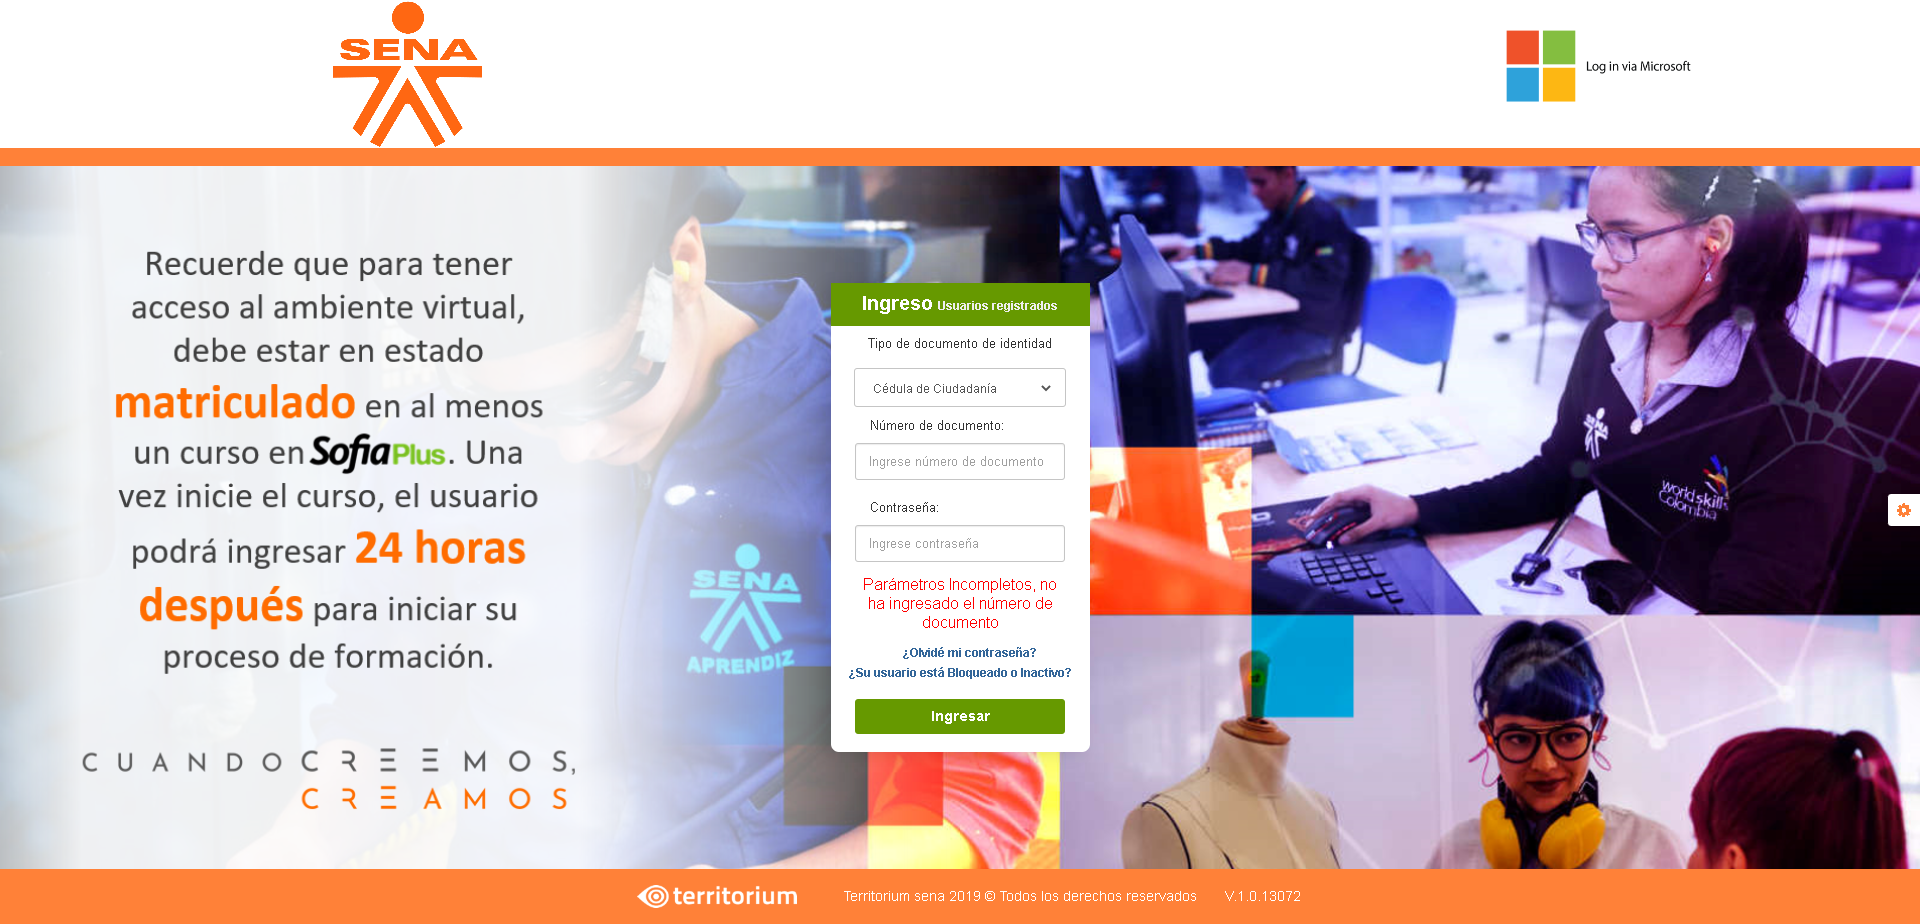 SENA
Log in via Microsoft
Recuerde que para tener
acceso al ambiente virtual,
debe estar en estado
matriculado en al menos
un curso en Sofia Plus. Una
vez inicie el curso, el usuario
podrá ingresar 24 horas
después para iniciar su
proceso de formación.
CUANDO CREEMOS,
CREAMOS
SENA
APRENDIZ
Ingreso Usuarios registrados
Tipo de documento de identidad
Cédula de Ciudadanía
Número de documento:
Ingrese número de documento
Contraseña:
Ingrese contraseña
Parámetros Incompletos, no
ha ingresado el número de
documento
¿Olvidé mi contraseña?
¿Su usuario está Bloqueado o Inactivo?
Ingresar
worldskills
Colombia
territorium
Territorium sena 2019 © Todos los derechos reservados
V.1.0.13072